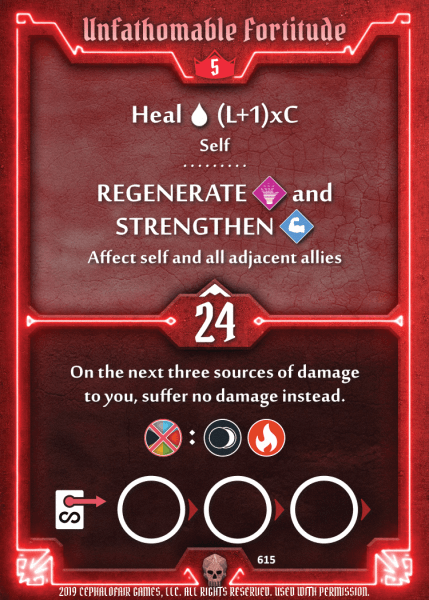 Unfathomable Fortitude
5
Heal (L+1)xC
Self
REGENERATE and
STRENGTHEN
Affect self and all adjacent allies
24
On the next three sources of damage
to you, suffer no damage instead.
:
S
615
2019 CEPHALOFAIR GAMES, LLC. ALL RIGHTS RESERVED. USED WITH PERMISSION.